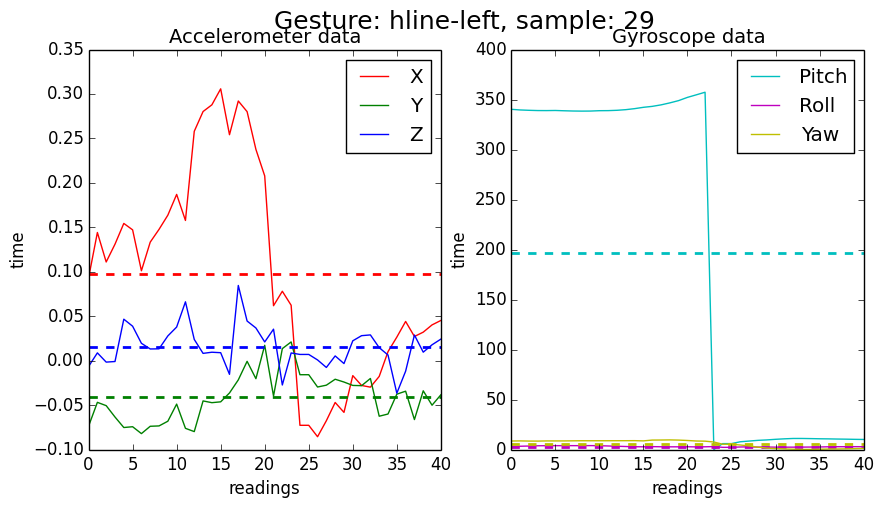 Gesture: hline-left, sample: 29
Accelerometer data
Gyroscope data
0.35
0.30
0.25
0.20
0.15
0.10
0.05
0.00
−0.05
−0.10
time
0 5 10 15 20 25 30 35 40
readings
X
Y
Z
400
350
300
250
200
150
100
50
0
time
0 5 10 15 20 25 30 35 40
readings
Pitch
Roll
Yaw